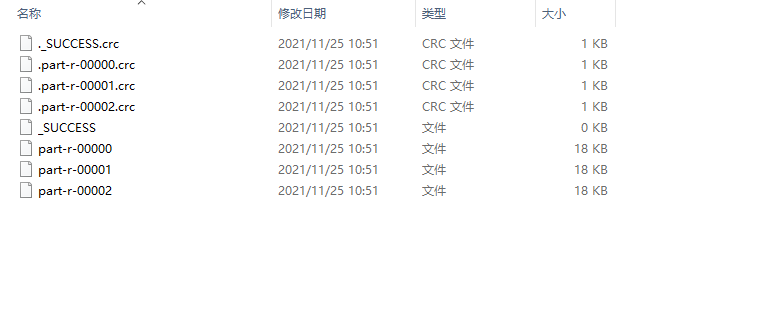 名称 修改日期 类型 大小
._SUCCESS.crc 2021/11/25 10:51 CRC 文件 1 KB
.part-r-00000.crc 2021/11/25 10:51 CRC 文件 1 KB
.part-r-00001.crc 2021/11/25 10:51 CRC 文件 1 KB
.part-r-00002.crc 2021/11/25 10:51 CRC 文件 1 KB
_SUCCESS 2021/11/25 10:51 文件 0 KB
part-r-00000 2021/11/25 10:51 文件 18 KB
part-r-00001 2021/11/25 10:51 文件 18 KB
part-r-00002 2021/11/25 10:51 文件 18 KB